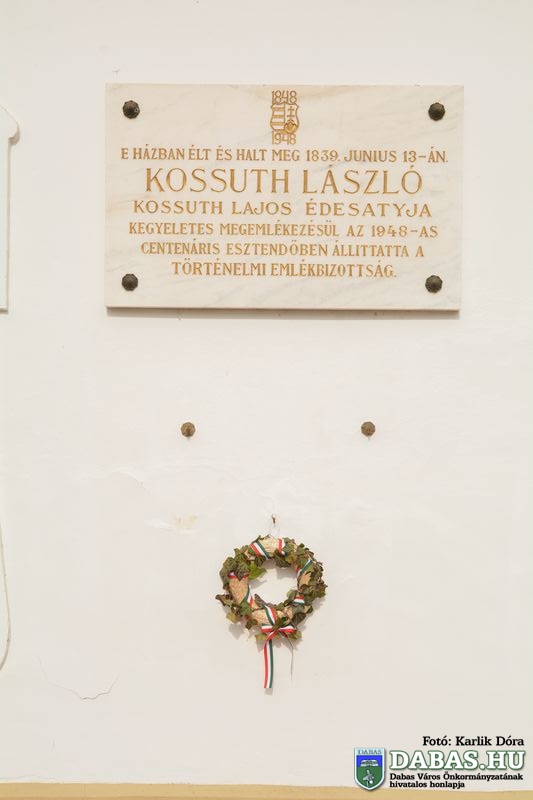 1848
1948
E HÁZBAN ÉLT ÉS HALT MEG 1839. JUNIUS 13-ÁN.
KOSSUTH LÁSZLÓ
KOSSUTH LAJOS ÉDESATYJA
KEGYELETES MEGEMLÉKEZÉSÜL AZ 1948-AS
CENTENÁRIS ESZTENDŐBEN ÁLLITTATTA A
TÖRTÉNELMI EMLÉKBIZOTTSÁG.
Fotó: Karlik Dóra
DABAS
DABAS.HU
Dabas Város Önkormányzatának
hivatalos honlapja